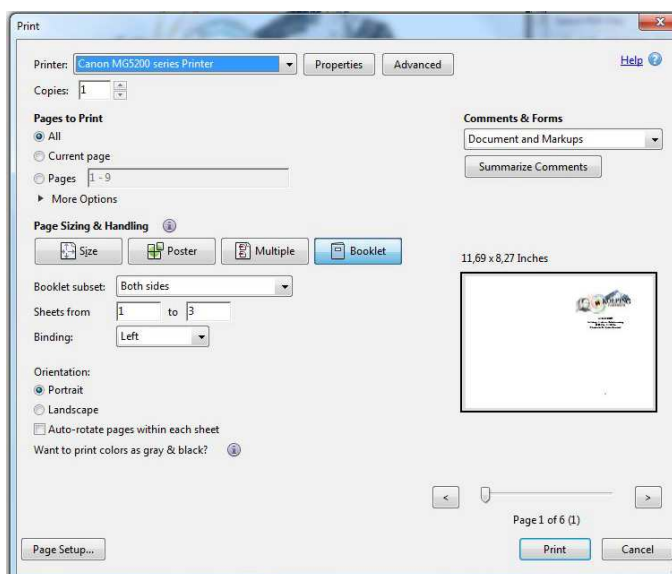 Print
Printer: Canon MG5200 series Printer Properties Advanced Help
Copies: 1
Pages to Print
All
Current page
Pages 1 - 9
More Options
Comments & Forms
Document and Markups
Summarize Comments
Page Sizing & Handling
Size Poster Multiple Booklet
Booklet subset: Both sides
Sheets from 1 to 3
Binding: Left
Orientation:
Portrait
Landscape
Auto-rotate pages within each sheet
Want to print colors as gray & black?
11,69 x 8,27 Inches
KOLPING
< >
Page 1 of 6 (1)
Page Setup... Print Cancel